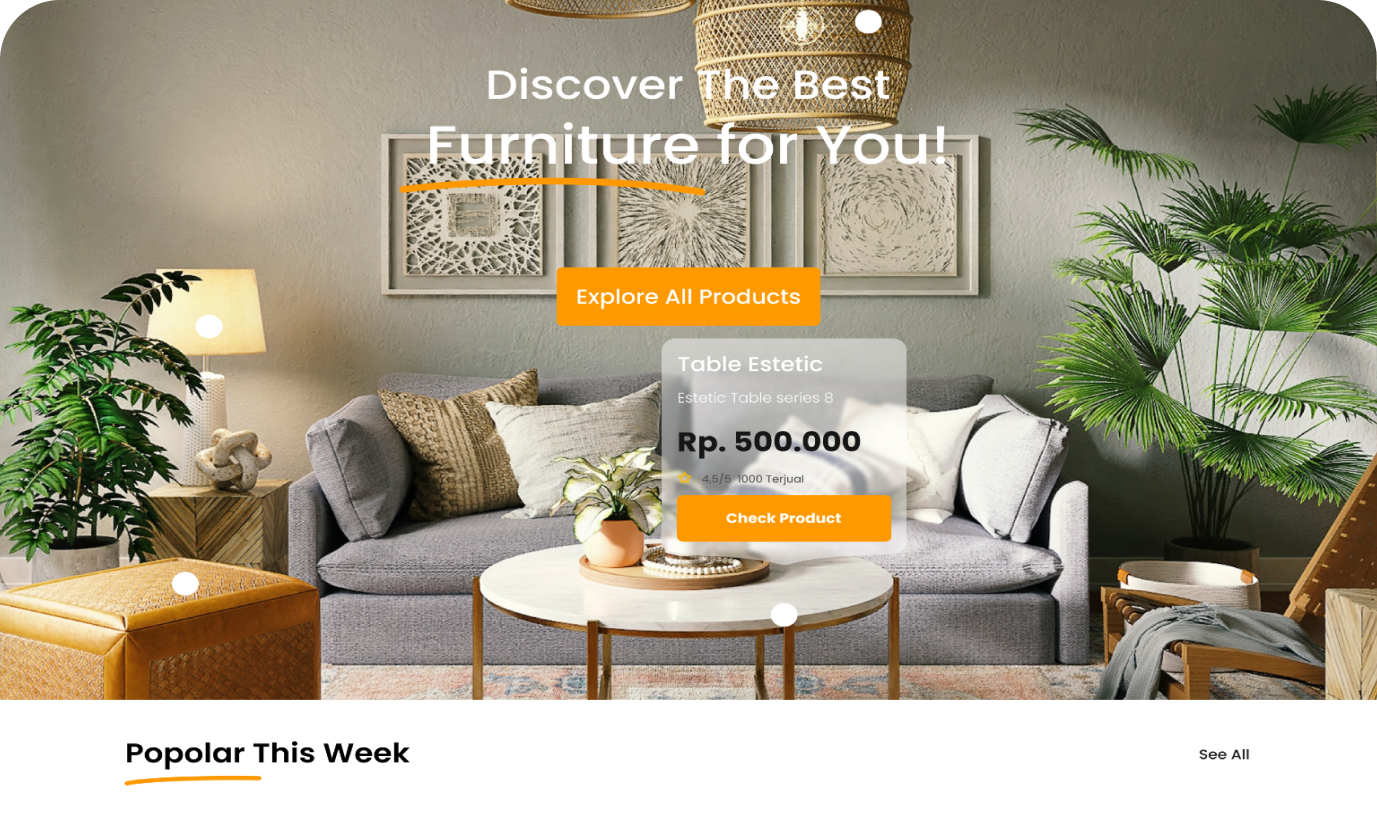 Discover The Best
Furniture for You!
Explore All Products
Table Estetic
Estetic Table series 8
Rp. 500.000
4,5/5 1000 Terjual
Check Product
Popolar This Week
See All